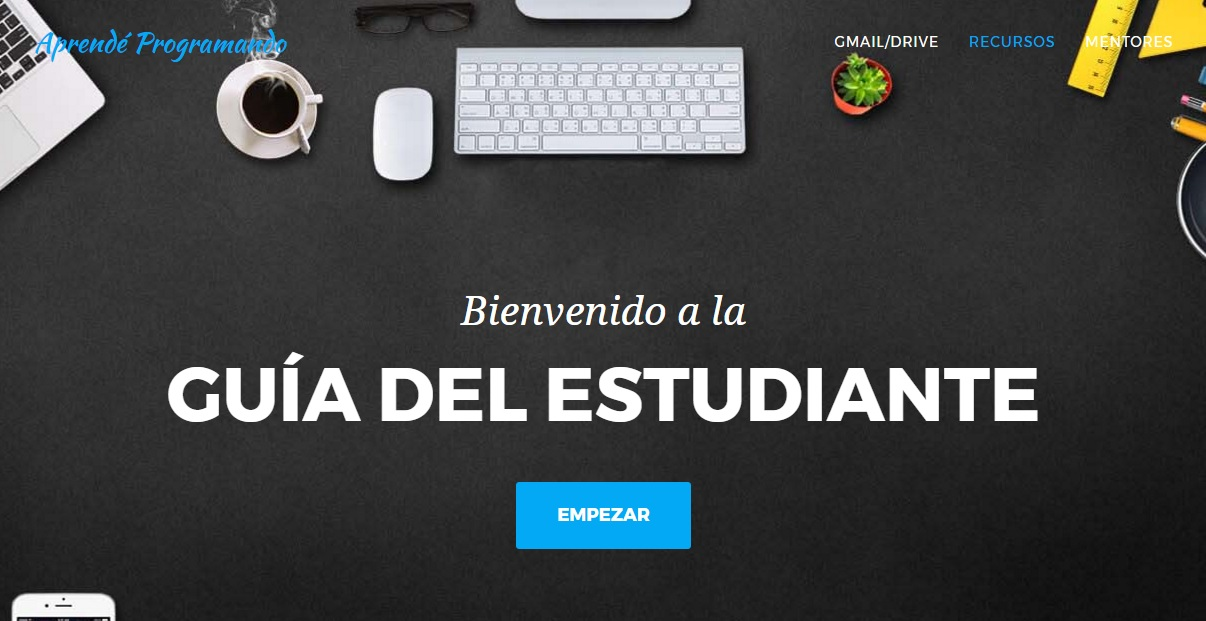 Aprendé Programando
GMAIL/DRIVE RECURSOS MENTORES
Bienvenido a la
GUÍA DEL ESTUDIANTE
EMPEZAR